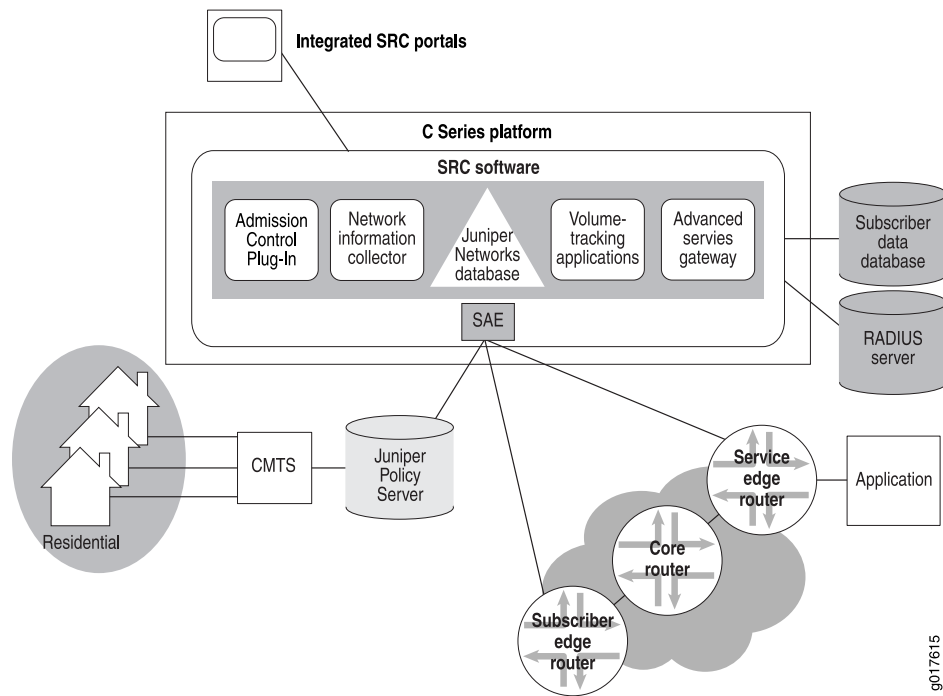 Integrated SRC portals
C Series platform
SRC software
Admission
Control
Plug-In
Network
information
collector
Juniper
Networks
database
Volume-
tracking
applications
Advanced
servies
gateway
Subscriber
data
database
SAE
RADIUS
server
Residential
CMTS
Juniper
Policy
Server
Service
edge
router
Application
Core
router
Subscriber
edge
router
g017615